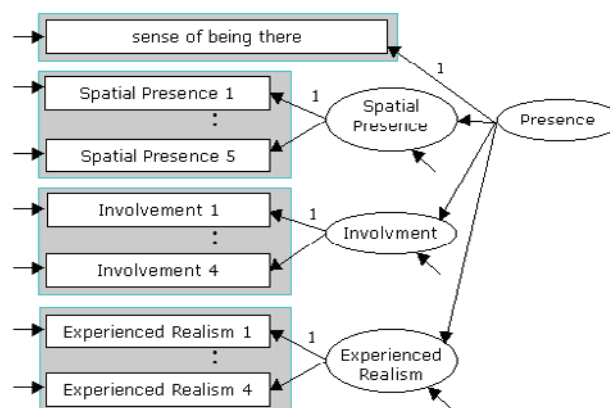 sense of being there
1
Spatial Presence 1
1
Spatial
Presence
Presence
:
Spatial Presence 5
Involvement 1
1
Involvment
:
Involvement 4
Experienced Realism 1
1
Experienced
Realism
:
Experienced Realism 4